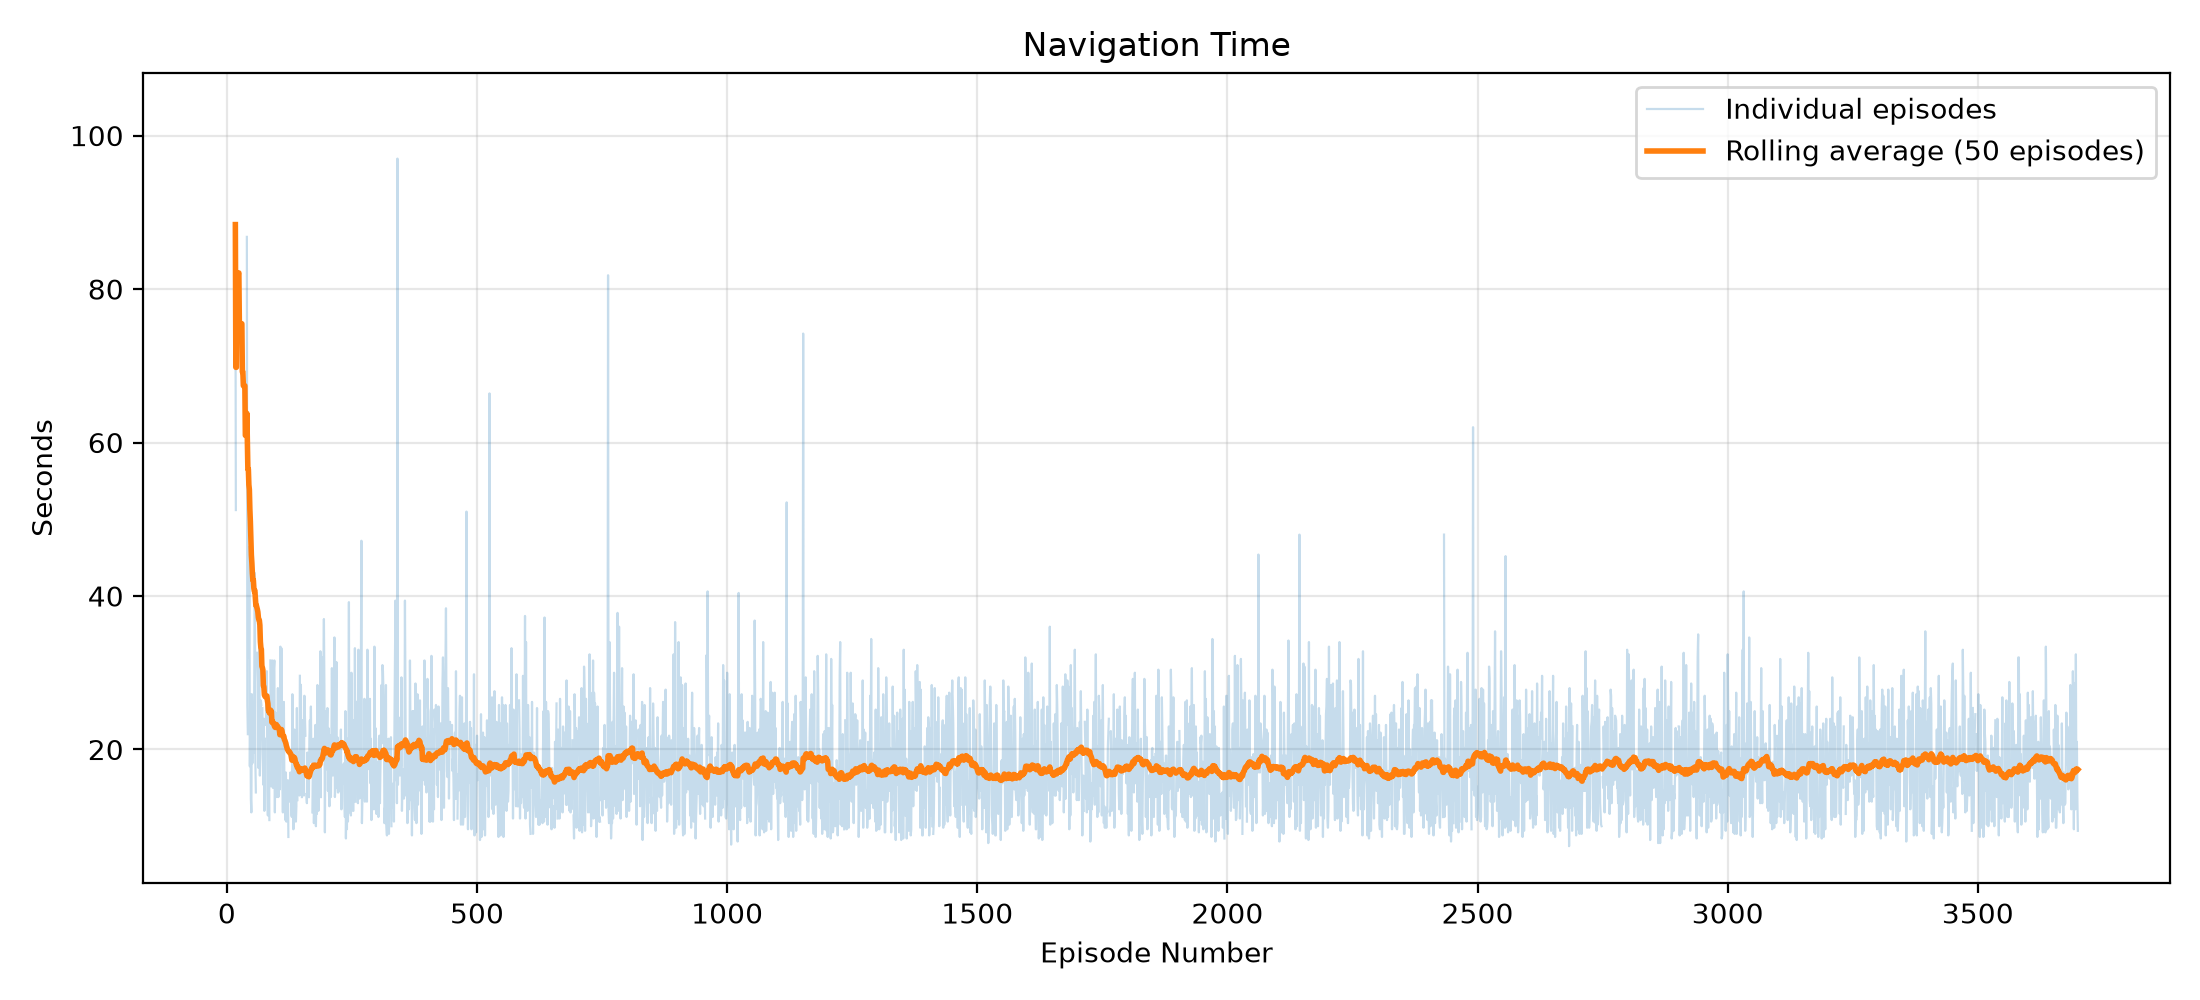 Navigation Time
Individual episodes
Rolling average (50 episodes)
100
80
60
40
20
Seconds
0 500 1000 1500 2000 2500 3000 3500
Episode Number